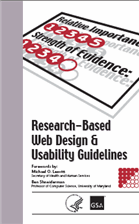 Relative Importance:
Strength of Evidence:
Research-Based
Web Design &
Usability Guidelines
Forewords by:
Michael O. Leavitt
Secretary of Health and Human Services
Ben Shneiderman
Professor of Computer Science, University of Maryland
GSA